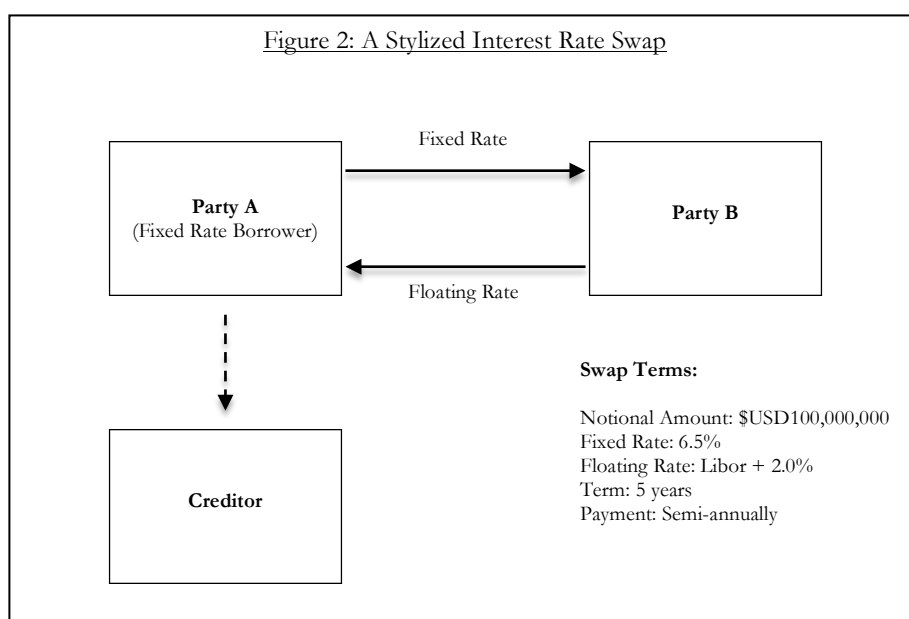 Figure 2: A Stylized Interest Rate Swap
Fixed Rate
Party A
(Fixed Rate Borrower)
Party B
Floating Rate
Swap Terms:
Notional Amount: $USD100,000,000
Fixed Rate: 6.5%
Floating Rate: Libor + 2.0%
Term: 5 years
Payment: Semi-annually
Creditor